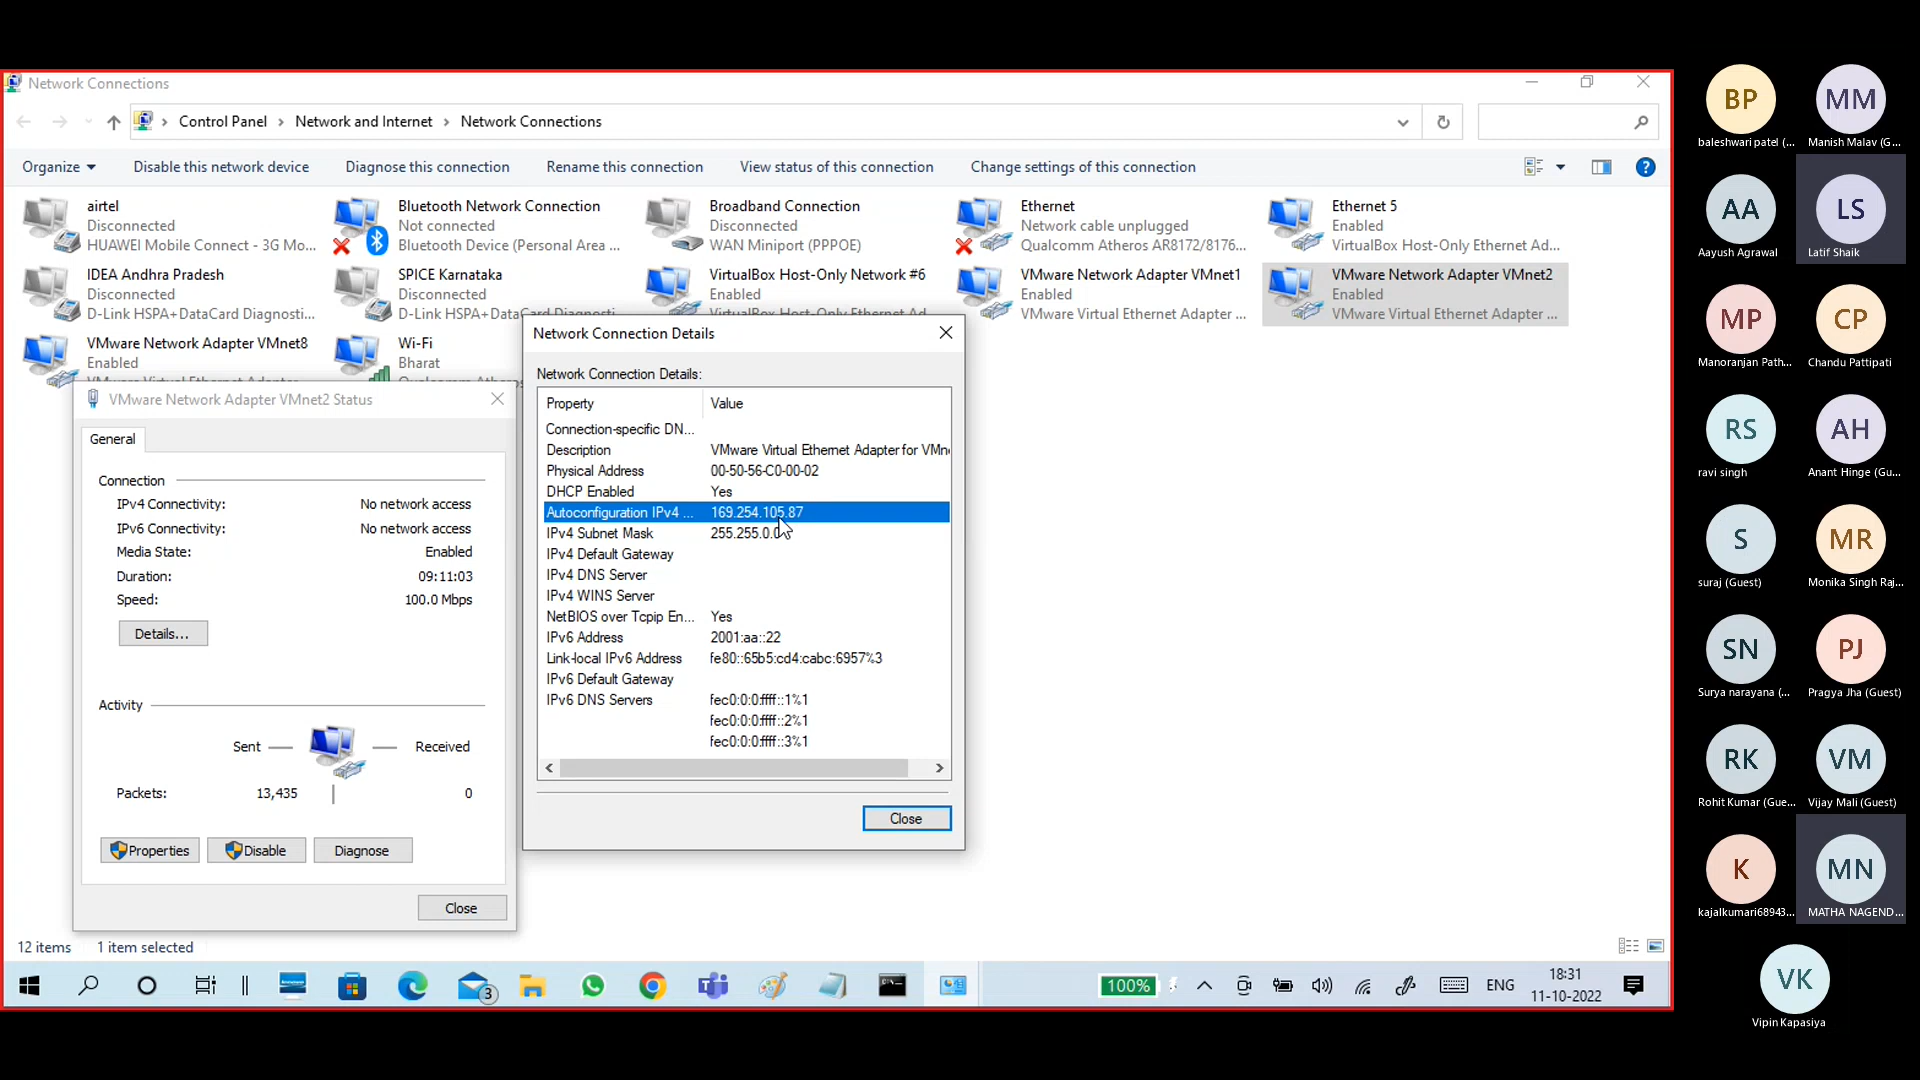 Network Connections
Control Panel > Network and Internet > Network Connections
Organize Disable this network device Diagnose this connection Rename this connection View status of this connection Change settings of this connection
airtel
Disconnected
HUAWEI Mobile Connect - 3G Mo...
Bluetooth Network Connection
Not connected
Bluetooth Device (Personal Area ...
Broadband Connection
Disconnected
WAN Miniport (PPPOE)
Ethernet
Network cable unplugged
Qualcomm Atheros AR8172/8176...
Ethernet 5
Enabled
VirtualBox Host-Only Ethernet Ad...
IDEA Andhra Pradesh
Disconnected
D-Link HSPA+DataCard Diagnosti...
SPICE Karnataka
Disconnected
D-Link HSPA+DataCard Diagnosti...
VirtualBox Host-Only Network #6
Enabled
VirtualBox Host-Only Ethernet Ad...
VMware Network Adapter VMnet1
Enabled
VMware Virtual Ethernet Adapter ...
VMware Network Adapter VMnet2
Enabled
VMware Virtual Ethernet Adapter ...
VMware Network Adapter VMnet8
Enabled
VMware Virtual Ethernet Adapter
Wi-Fi
Bharat
Qualcomm Atheros
VMware Network Adapter VMnet2 Status
General
Connection
IPv4 Connectivity: No network access
IPv6 Connectivity: No network access
Media State: Enabled
Duration: 09:11:03
Speed: 100.0 Mbps
Details...
Activity
Sent Received
Packets: 13,435 0
Properties Disable Diagnose
Close
Network Connection Details
Network Connection Details:
Property Value
Connection-specific DN...
Description VMware Virtual Ethernet Adapter for VMn
Physical Address 00-50-56-C0-00-02
DHCP Enabled Yes
Autoconfiguration IPv4 ... 169.254.105.87
IPv4 Subnet Mask 255.255.0.0
IPv4 Default Gateway
IPv4 DNS Server
IPv4 WINS Server
NetBIOS over Tcpip En... Yes
IPv6 Address 2001:aa::22
Link-local IPv6 Address fe80::65b5:cd4:cabc:6957%3
IPv6 Default Gateway
IPv6 DNS Servers fec0:0:0:ffff::1%1
fec0:0:0:ffff::2%1
fec0:0:0:ffff::3%1
Close
12 items 1 item selected
3
100%
ENG
18:31
11-10-2022
BP
baleshwari patel (...
MM
Manish Malav (G...
AA
Aayush Agrawal
LS
Latif Shaik
MP
Manoranjan Path...
CP
Chandu Pattipati
RS
ravi singh
AH
Anant Hinge (Gu...
S
suraj (Guest)
MR
Monika Singh Raj...
SN
Surya narayana (...
PJ
Pragya Jha (Guest)
RK
Rohit Kumar (Gue...
VM
Vijay Mali (Guest)
K
kajalkumari68943...
MN
MATHA NAGEND...
VK
Vipin Kapasiya